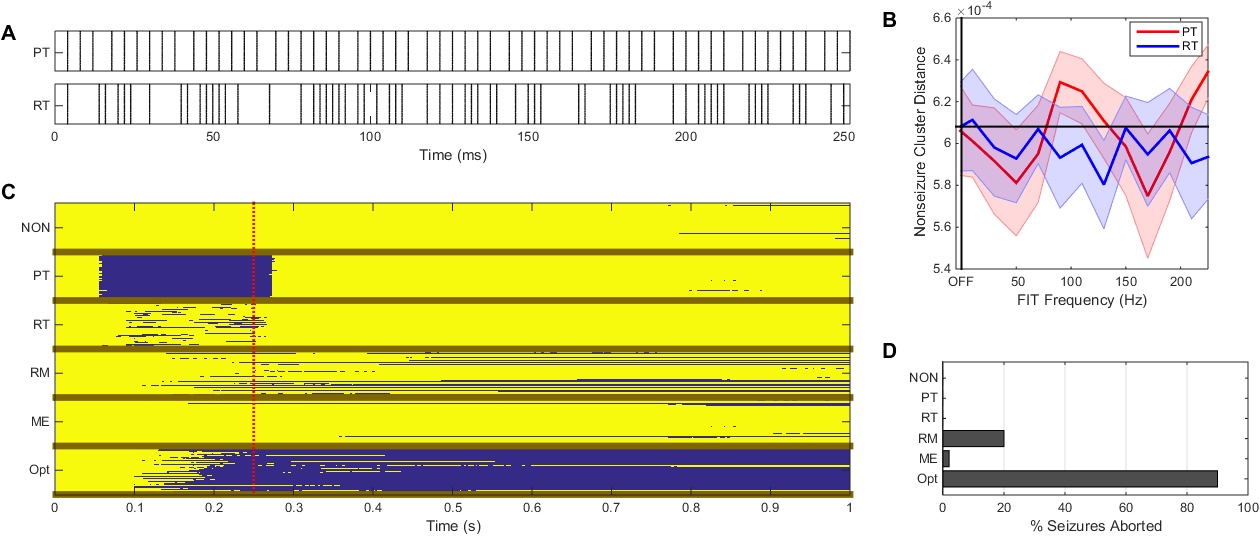 A
PT
RT
0 50 100 150 200 250
Time (ms)
B
×10⁻⁴
6.6
6.4
6.2
6
5.8
5.6
5.4
Nonseizure Cluster Distance
PT
RT
OFF 50 100 150 200
FIT Frequency (Hz)
C
NON
PT
RT
RM
ME
Opt
0 0.1 0.2 0.3 0.4 0.5 0.6 0.7 0.8 0.9 1
Time (s)
D
NON
PT
RT
RM
ME
Opt
0 20 40 60 80 100
% Seizures Aborted